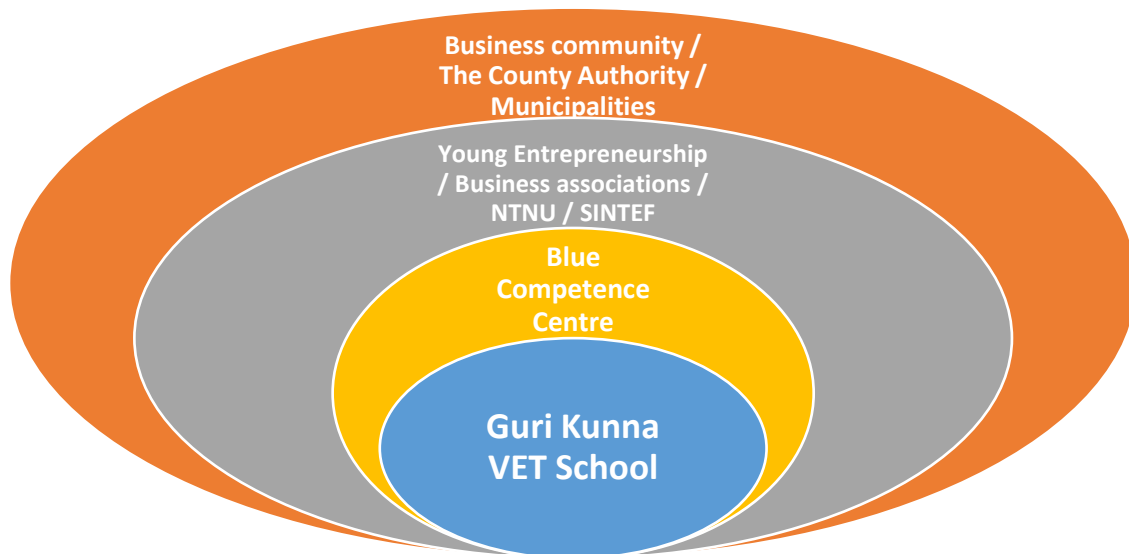 Business community /
The County Authority /
Municipalities
Young Entrepreneurship
/ Business associations /
NTNU / SINTEF
Blue
Competence
Centre
Guri Kunna
VET School